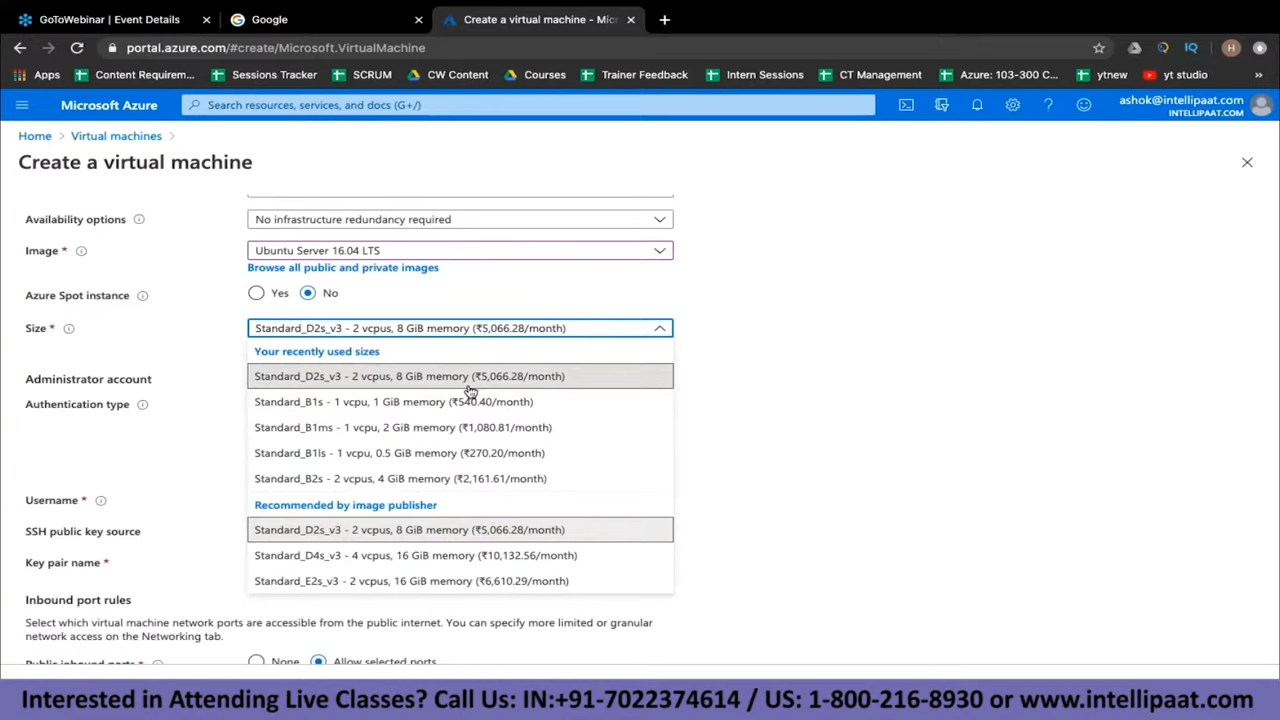 GoToWebinar | Event Details
Google
Create a virtual machine - Mic
portal.azure.com/#create/Microsoft.VirtualMachine
H
Apps
Content Requirem...
Sessions Tracker
SCRUM
CW Content
Courses
Trainer Feedback
Intern Sessions
CT Management
Azure: 103-300 C...
ytnew
yt studio
»
Microsoft Azure
Search resources, services, and docs (G+/)
ashok@intellipaat.com
INTELLIPAAT.COM
Home > Virtual machines >
Create a virtual machine
Availability options
No infrastructure redundancy required
Image *
Ubuntu Server 16.04 LTS
Browse all public and private images
Azure Spot instance
Yes
No
Size *
Standard_D2s_v3 - 2 vcpus, 8 GiB memory (₹5,066.28/month)
Your recently used sizes
Standard_D2s_v3 - 2 vcpus, 8 GiB memory (₹5,066.28/month)
Standard_B1s - 1 vcpu, 1 GiB memory (₹540.40/month)
Standard_B1ms - 1 vcpu, 2 GiB memory (₹1,080.81/month)
Standard_B1ls - 1 vcpu, 0.5 GiB memory (₹270.20/month)
Standard_B2s - 2 vcpus, 4 GiB memory (₹2,161.61/month)
Recommended by image publisher
Standard_D2s_v3 - 2 vcpus, 8 GiB memory (₹5,066.28/month)
Standard_D4s_v3 - 4 vcpus, 16 GiB memory (₹10,132.56/month)
Standard_E2s_v3 - 2 vcpus, 16 GiB memory (₹6,610.29/month)
Administrator account
Authentication type
Username *
SSH public key source
Key pair name *
Inbound port rules
Select which virtual machine network ports are accessible from the public internet. You can specify more limited or granular
network access on the Networking tab.
Public inbound ports *
None
Allow selected ports
Interested in Attending Live Classes? Call Us: IN:+91-7022374614 / US: 1-800-216-8930 or www.intellipaat.com